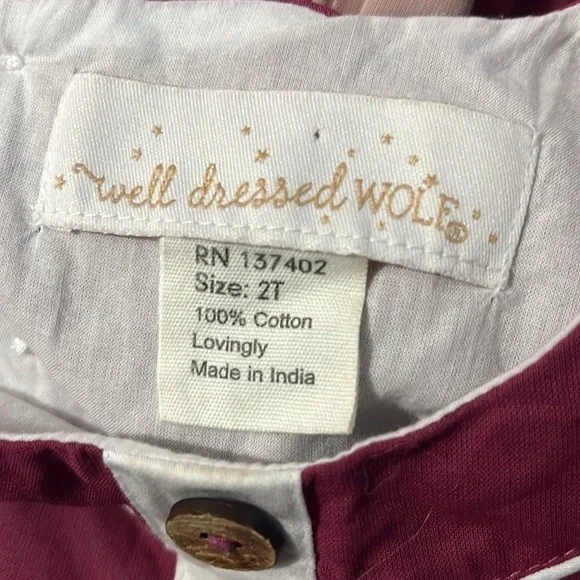 well dressed WOLF®
RN 137402
Size: 2T
100% Cotton
Lovingly
Made in India